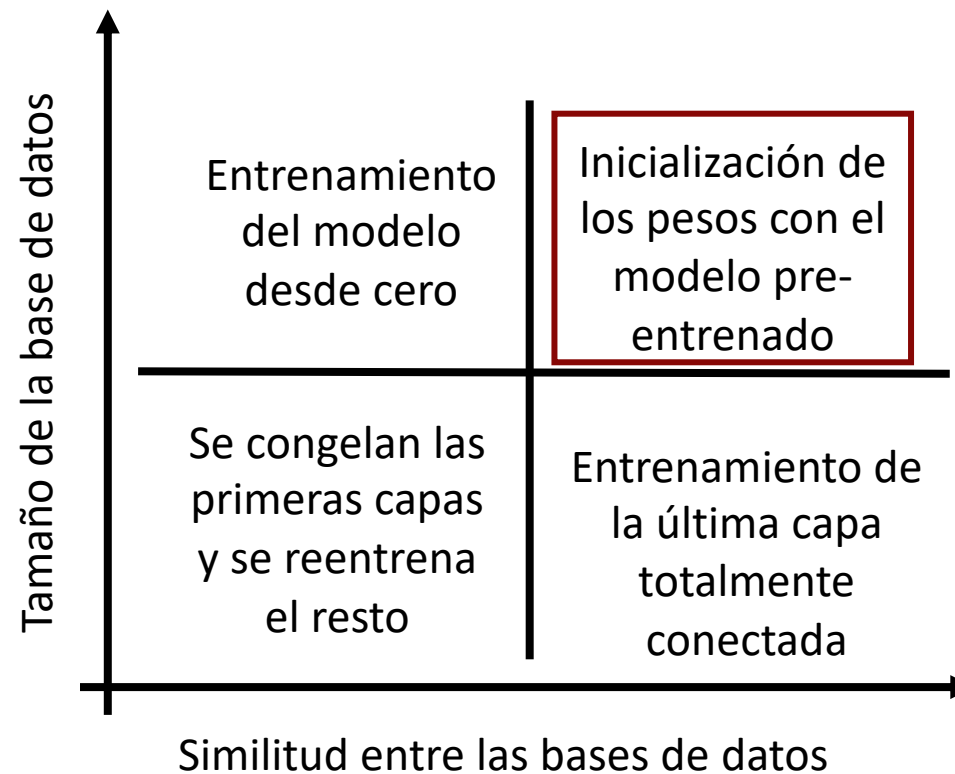 Tamaño de la base de datos
Entrenamiento
del modelo
desde cero
Inicialización de
los pesos con el
modelo pre-
entrenado
Se congelan las
primeras capas
y se reentrena
el resto
Entrenamiento de
la última capa
totalmente
conectada
Similitud entre las bases de datos